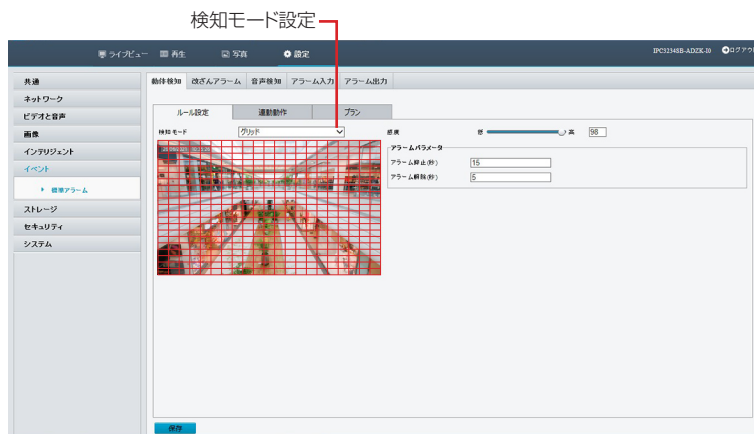 検知モード設定
ライブビュー 再生 写真 設定 IPC3234SB-ADZK-I0 ログアウ
共通
ネットワーク
ビデオと音声
画像
インテリジェント
イベント
標準アラーム
ストレージ
セキュリティ
システム
動体検知 改ざんアラーム 音声検知 アラーム入力 アラーム出力
ルール設定 連動動作 プラン
検知モード グリッド
感度 低 高 98
アラームパラメータ
アラーム抑止(秒) 15
アラーム解除(秒) 5
保存